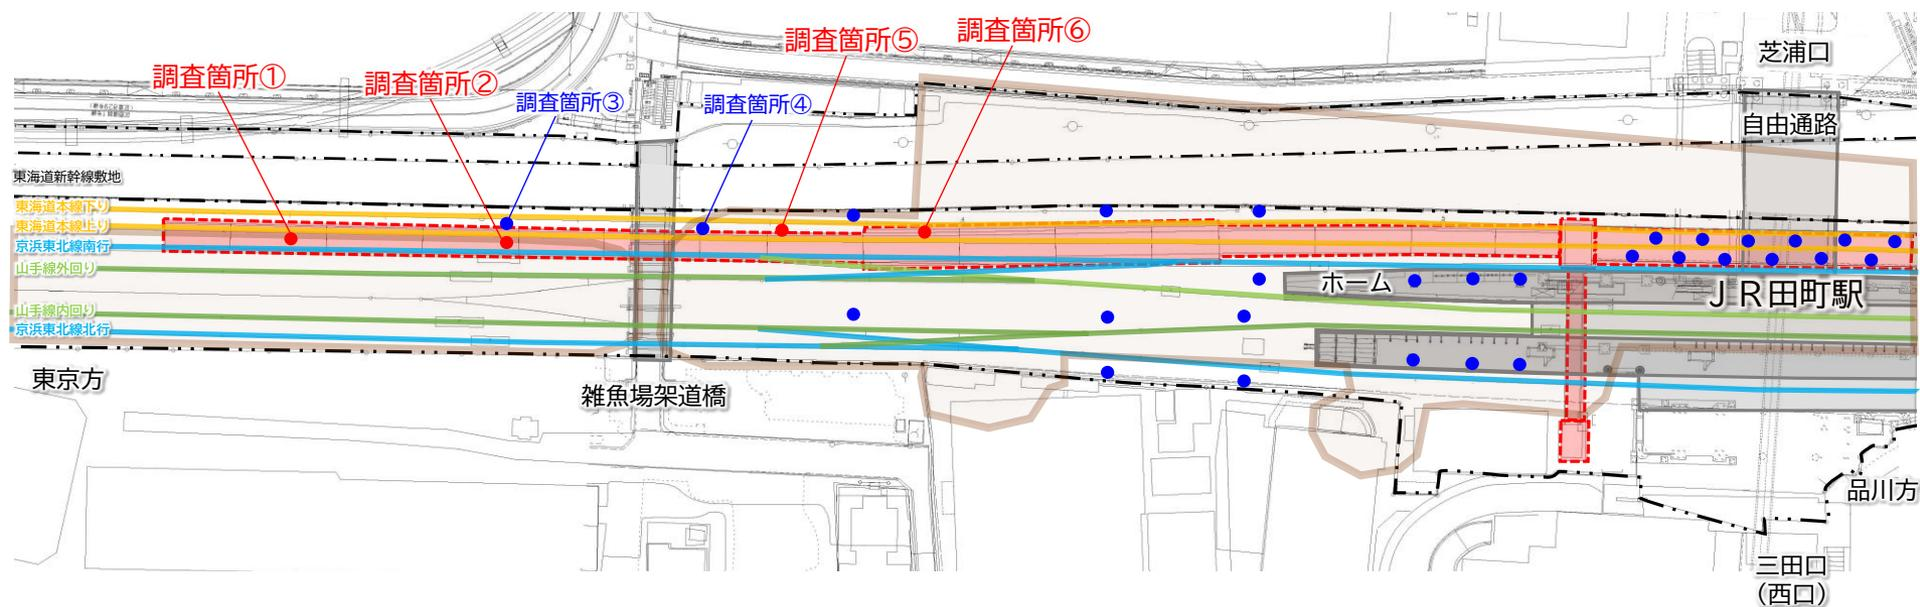 調査箇所①
調査箇所②
調査箇所③
調査箇所④
調査箇所⑤
調査箇所⑥
芝浦口
自由通路
東海道新幹線敷地
東海道本線下り
東海道本線上り
京浜東北線南行
山手線外回り
山手線内回り
京浜東北線北行
ホーム
ＪＲ田町駅
東京方
雑魚場架道橋
品川方
三田口
（西口）